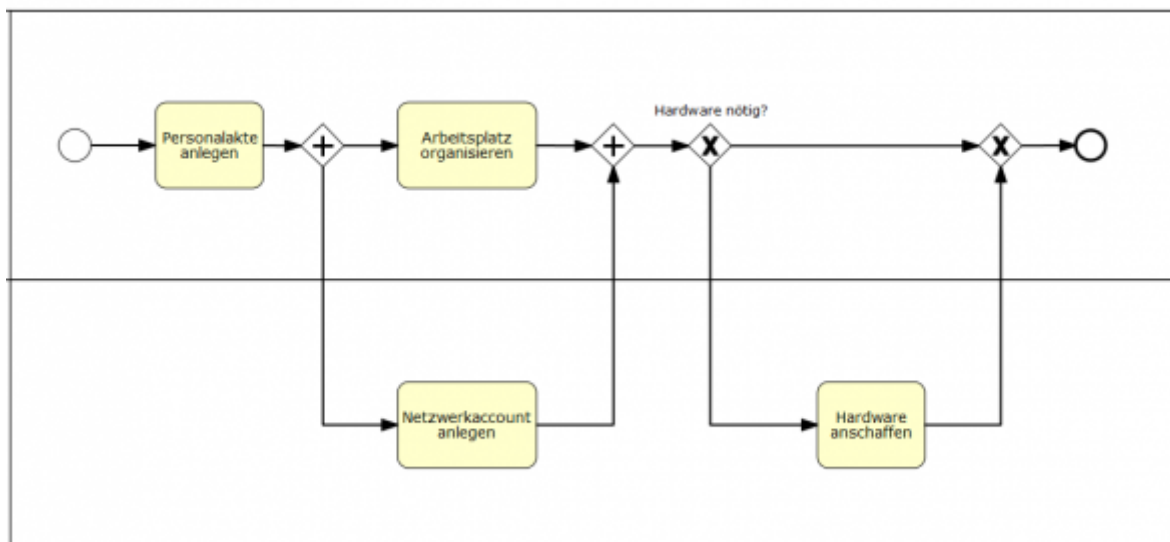 Hardware nötig?
Personalakte
anlegen
Arbeitsplatz
organisieren
Netzwerkaccount
anlegen
Hardware
anschaffen